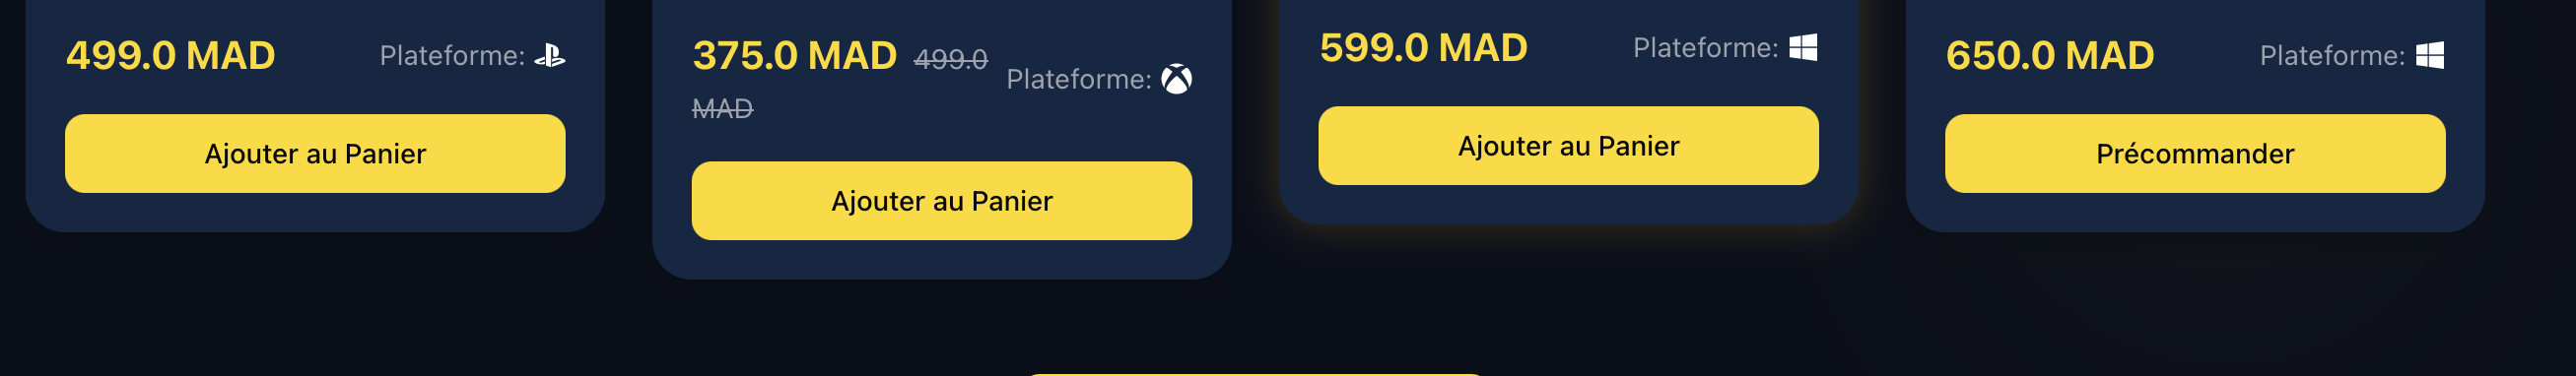 499.0 MAD Plateforme:
Ajouter au Panier
375.0 MAD 499.0
MAD
Plateforme:
Ajouter au Panier
599.0 MAD Plateforme:
Ajouter au Panier
650.0 MAD Plateforme:
Précommander